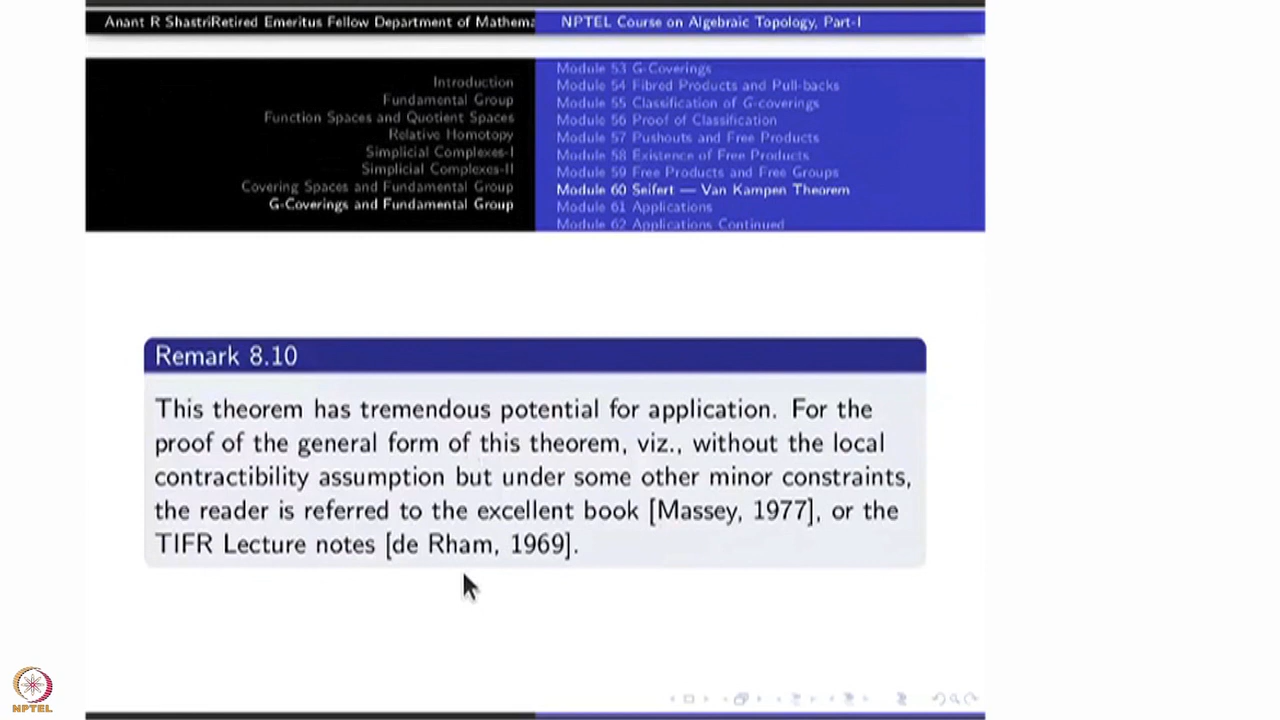 Anant R ShastriRetired Emeritus Fellow Department of Mathema
NPTEL Course on Algebraic Topology, Part-I
Introduction
Fundamental Group
Function Spaces and Quotient Spaces
Relative Homotopy
Simplicial Complexes-I
Simplicial Complexes-II
Covering Spaces and Fundamental Group
G-Coverings and Fundamental Group
Module 53 G-Coverings
Module 54 Fibred Products and Pull-backs
Module 55 Classification of G-coverings
Module 56 Proof of Classification
Module 57 Pushouts and Free Products
Module 58 Existence of Free Products
Module 59 Free Products and Free Groups
Module 60 Seifert — Van Kampen Theorem
Module 61 Applications
Module 62 Applications Continued
Remark 8.10
This theorem has tremendous potential for application. For the
proof of the general form of this theorem, viz., without the local
contractibility assumption but under some other minor constraints,
the reader is referred to the excellent book [Massey, 1977], or the
TIFR Lecture notes [de Rham, 1969].
NPTEL